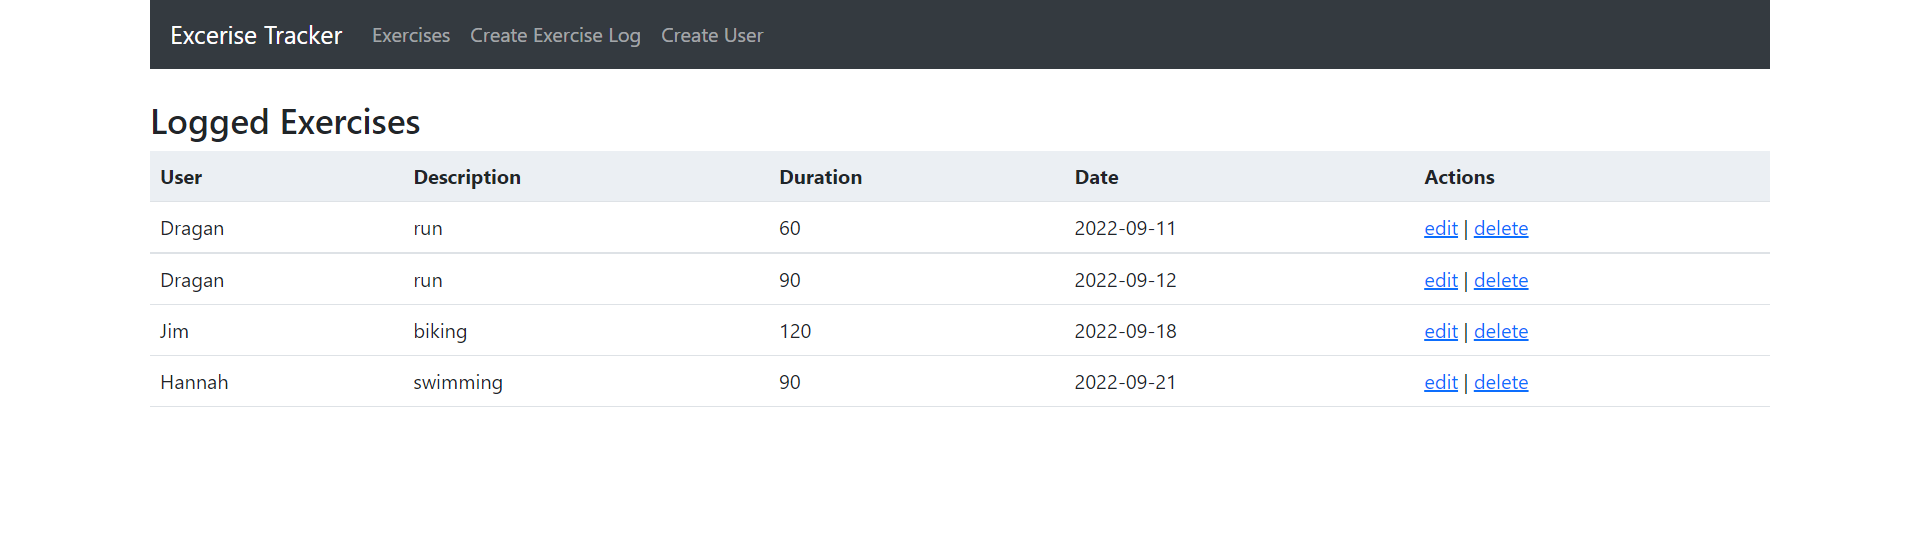 Excerise Tracker Exercises Create Exercise Log Create User
Logged Exercises
User Description Duration Date Actions
Dragan run 60 2022-09-11 edit | delete
Dragan run 90 2022-09-12 edit | delete
Jim biking 120 2022-09-18 edit | delete
Hannah swimming 90 2022-09-21 edit | delete